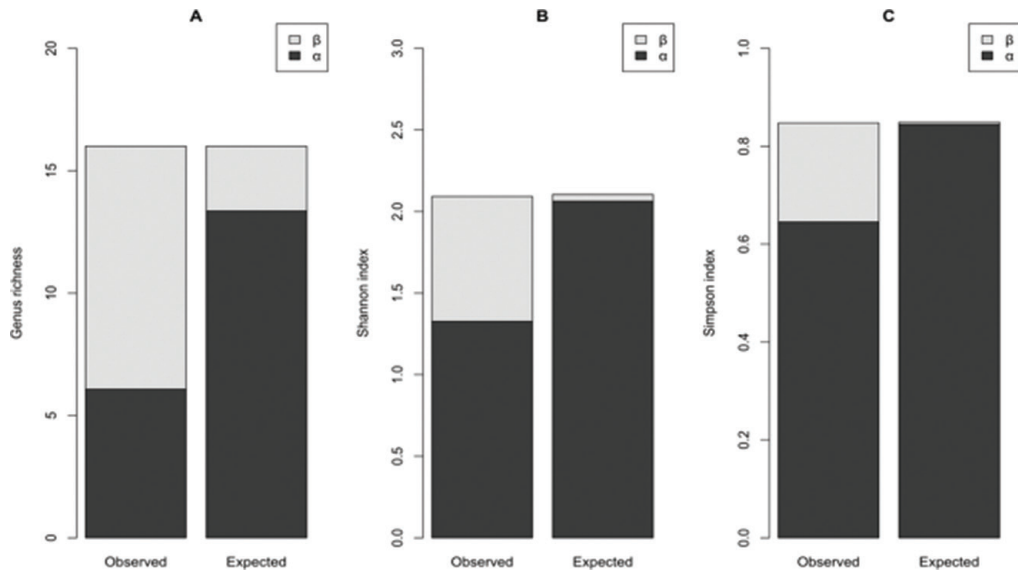 A
β
α
Genus richness
20
15
10
5
0
Observed Expected
B
β
α
Shannon index
3.0
2.5
2.0
1.5
1.0
0.5
0.0
Observed Expected
C
β
α
Simpson index
1.0
0.8
0.6
0.4
0.2
0.0
Observed Expected